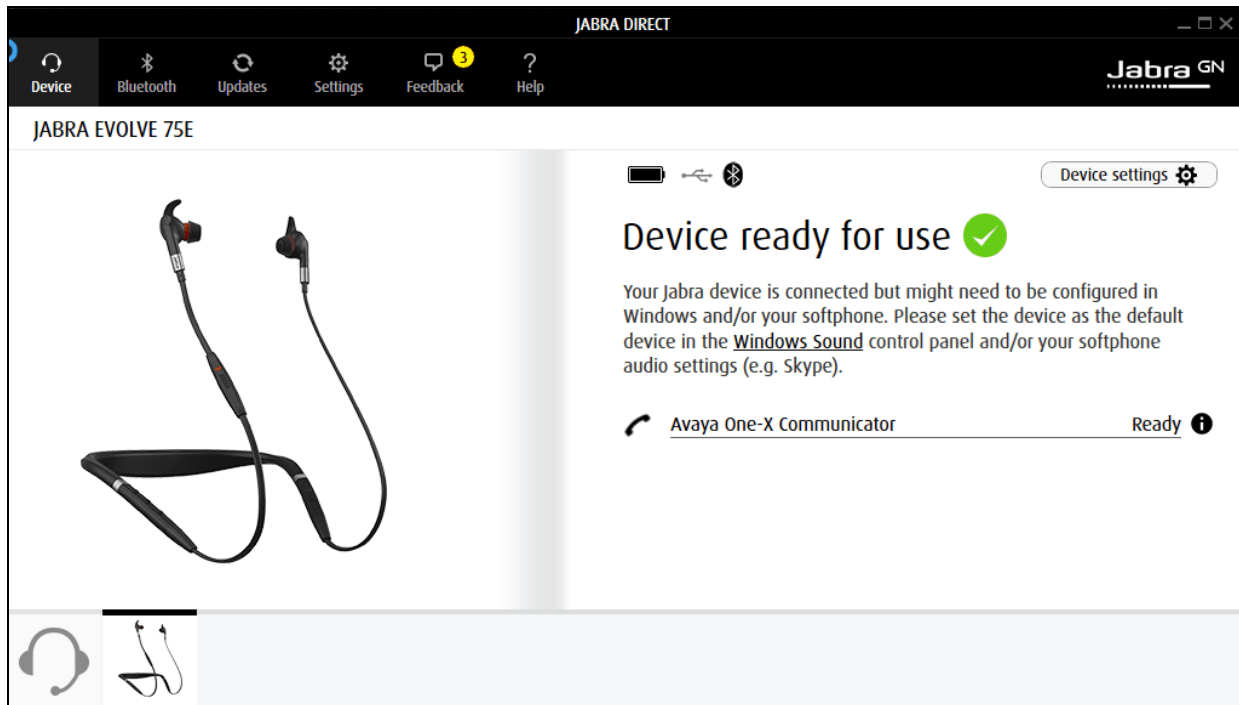 JABRA DIRECT
Device
Bluetooth
Updates
Settings
3
Feedback
?
Help
Jabra GN
JABRA EVOLVE 75E
Device settings
Device ready for use
Your Jabra device is connected but might need to be configured in
Windows and/or your softphone. Please set the device as the default
device in the Windows Sound control panel and/or your softphone
audio settings (e.g. Skype).
Avaya One-X Communicator Ready